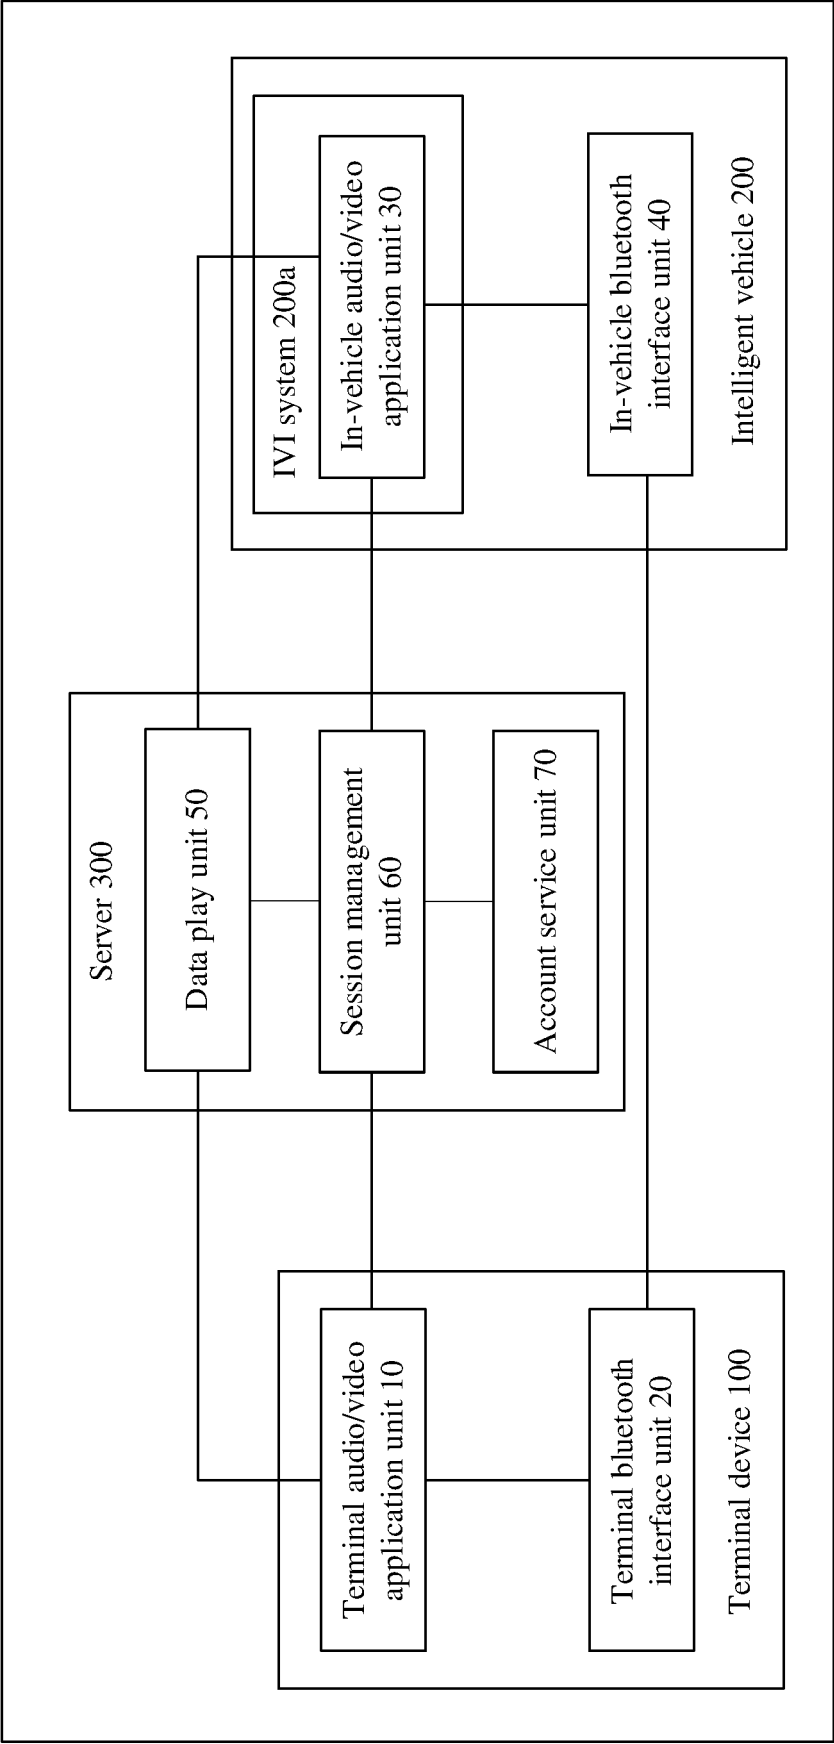 Server 300
Data play unit 50
Session management
unit 60
Account service unit 70
Terminal audio/video
application unit 10
Terminal bluetooth
interface unit 20
Terminal device 100
IVI system 200a
In-vehicle audio/video
application unit 30
In-vehicle bluetooth
interface unit 40
Intelligent vehicle 200